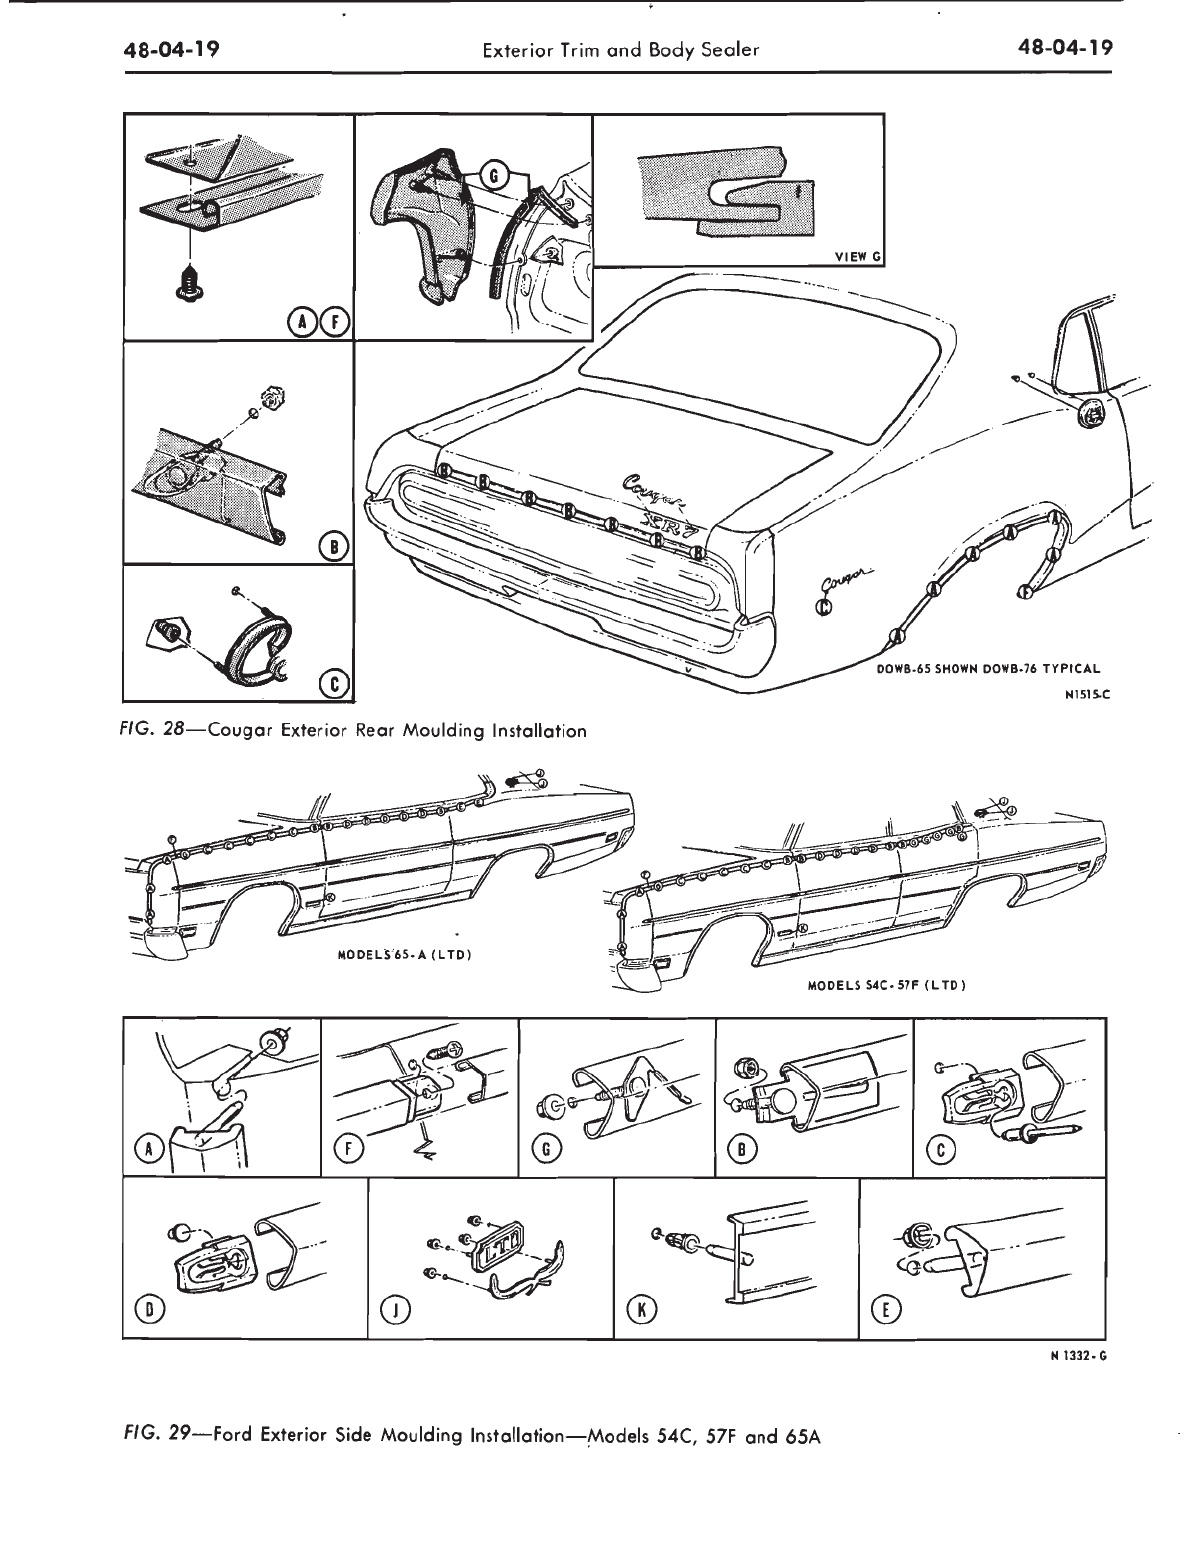 48-04-19 Exterior Trim and Body Sealer 48-04-19
G
VIEW G
A F
B
C
Cougar
XR7
B B B B B B B
Cougar
C
A A A A A A F
DOWB-65 SHOWN DOWB-76 TYPICAL
N1515-C
FIG. 28—Cougar Exterior Rear Moulding Installation
MODELS 65-A (LTD)
MODELS 54C-57F (LTD)
A F G B C
LTD
D J K E
N 1332-G
FIG. 29—Ford Exterior Side Moulding Installation—Models 54C, 57F and 65A